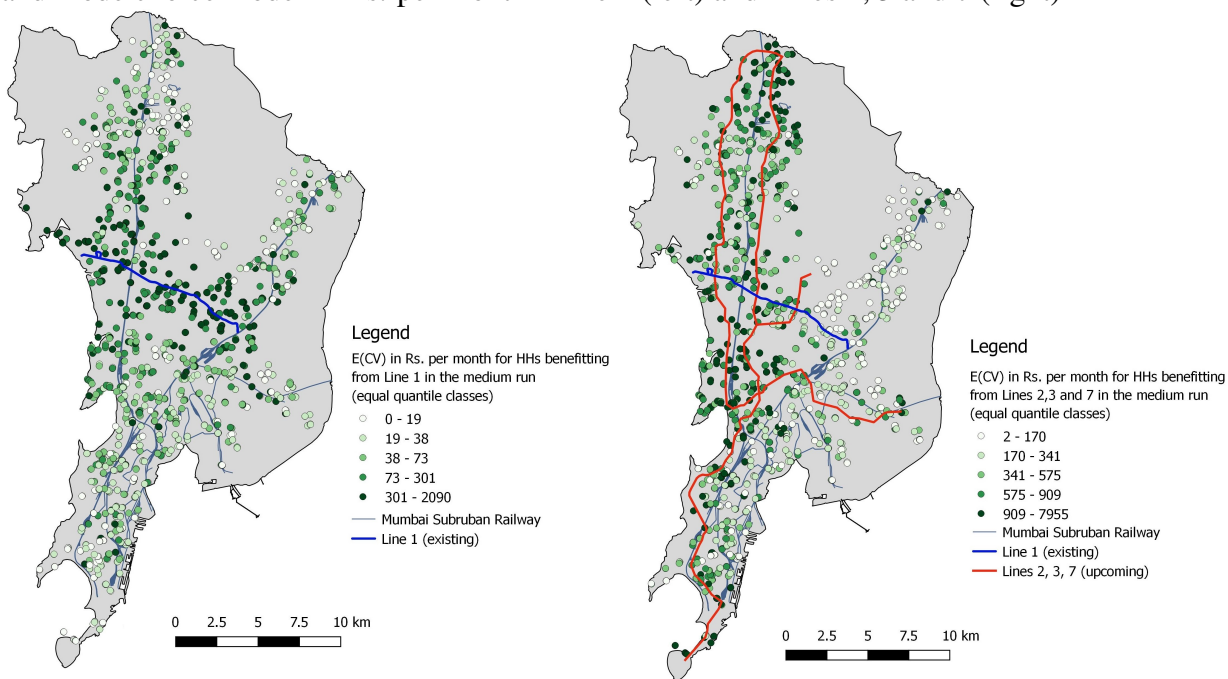 Legend
E(CV) in Rs. per month for HHs benefitting
from Line 1 in the medium run
(equal quantile classes)
0 - 19
19 - 38
38 - 73
73 - 301
301 - 2090
Mumbai Subruban Railway
Line 1 (existing)
0 2.5 5 7.5 10 km
Legend
E(CV) in Rs. per month for HHs benefitting
from Lines 2,3 and 7 in the medium run
(equal quantile classes)
2 - 170
170 - 341
341 - 575
575 - 909
909 - 7955
Mumbai Subruban Railway
Line 1 (existing)
Lines 2, 3, 7 (upcoming)
0 2.5 5 7.5 10 km